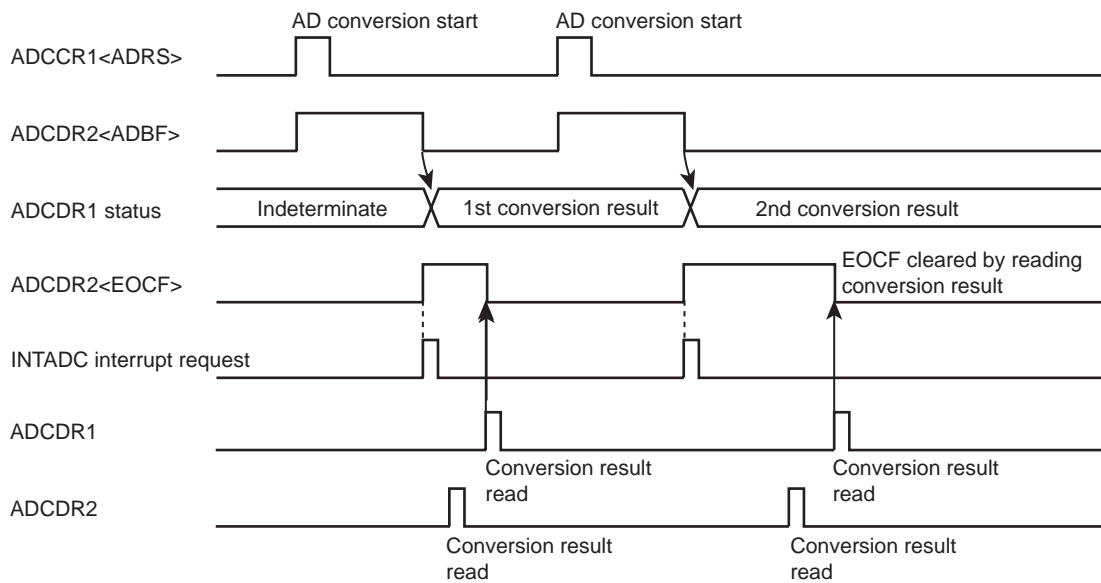 AD conversion start
AD conversion start
ADCCR1<ADRS>
ADCDR2<ADBF>
ADCDR1 status
Indeterminate
1st conversion result
2nd conversion result
ADCDR2<EOCF>
EOCF cleared by reading
conversion result
INTADC interrupt request
ADCDR1
Conversion result
read
Conversion result
read
ADCDR2
Conversion result
read
Conversion result
read